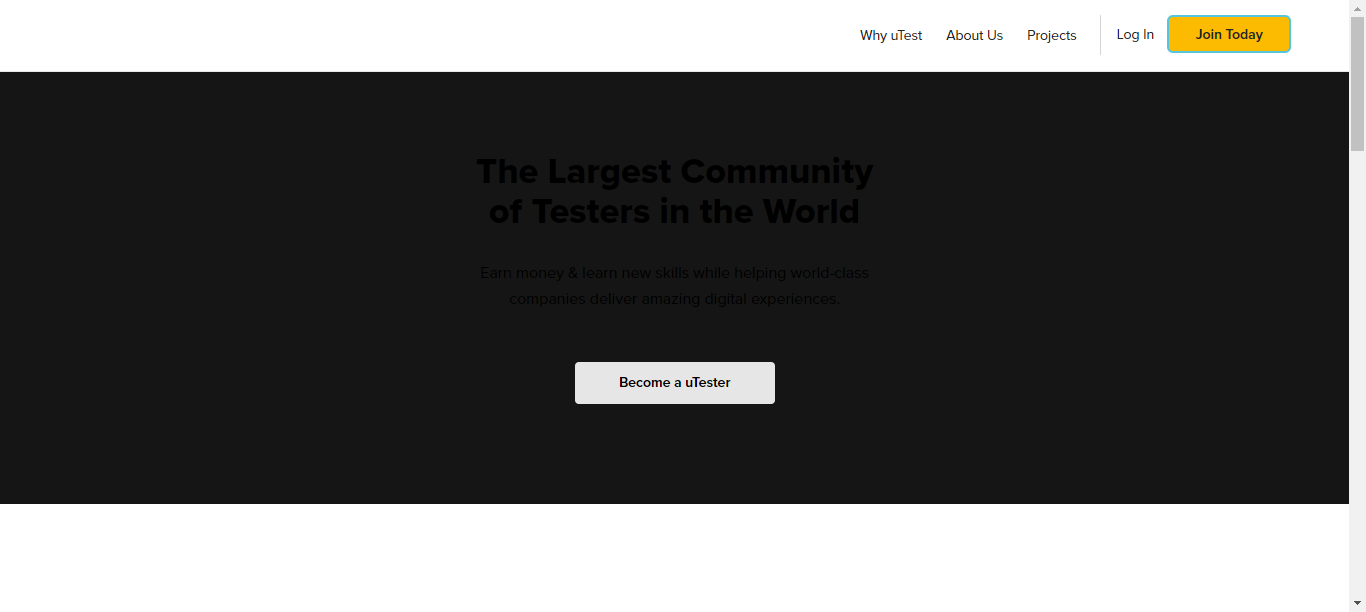 Why uTest
About Us
Projects
Log In
Join Today
The Largest Community
of Testers in the World
Earn money & learn new skills while helping world-class
companies deliver amazing digital experiences.
Become a uTester